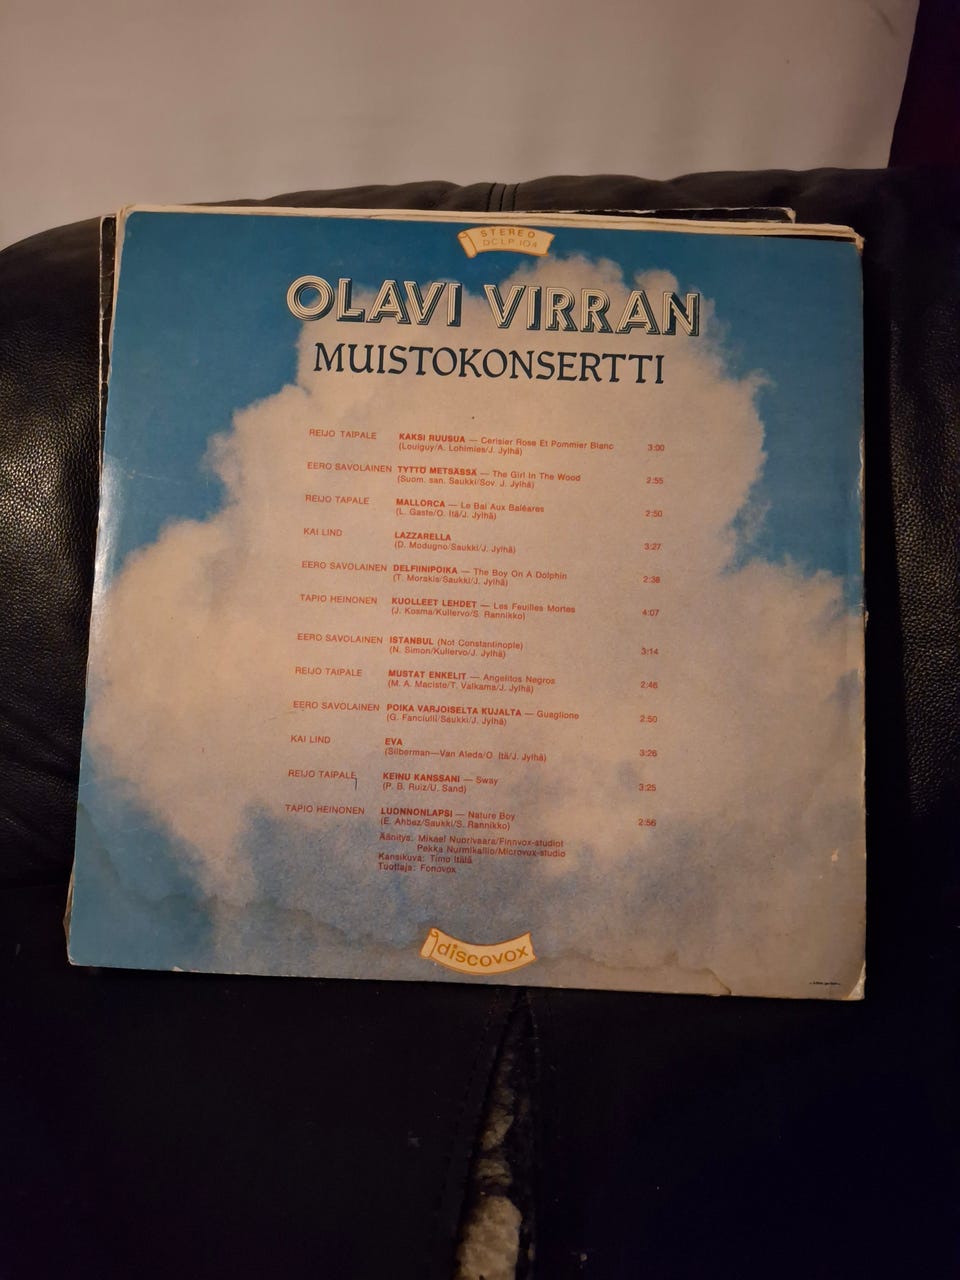 STEREO
DCLP 104
OLAVI VIRRAN
MUISTOKONSERTTI
REIJO TAIPALE KAKSI RUUSUA — Cerisier Rose Et Pommier Blanc 3:00
(Louiguy/A. Lohimies/J. Jylhä)
EERO SAVOLAINEN TYTTÖ METSÄSSÄ — The Girl In The Wood 2:55
(Suom. san. Saukki/Sov. J. Jylhä)
REIJO TAPALE MALLORCA — Le Bal Aux Baléares 2:50
(L. Gaste/O. Itä/J. Jylhä)
KAI LIND LAZZARELLA 3:27
(D. Modugno/Saukki/J. Jylhä)
EERO SAVOLAINEN DELFIINIPOIKA — The Boy On A Dolphin 2:38
(T. Morakis/Saukki/J. Jylhä)
TAPIO HEINONEN KUOLLEET LEHDET — Les Feuilles Mortes 4:07
(J. Kosma/Kullervo/S. Rannikko)
EERO SAVOLAINEN ISTANBUL (Not Constantinople) 3:14
(N. Simon/Kullervo/J. Jylhä)
REIJO TAIPALE MUSTAT ENKELIT — Angelitos Negros 2:46
(M. A. Maciste/T. Valkama/J. Jylhä)
EERO SAVOLAINEN POIKA VARJOISELTA KUJALTA — Guaglione 2:50
(G. Fanciulli/Saukki/J. Jylhä)
KAI LIND EVA 3:26
(Silberman—Van Aleda/O Itä/J. Jylhä)
REIJO TAIPALE KEINU KANSSANI — Sway 3:25
(P. B. Ruiz/U. Sand)
TAPIO HEINONEN LUONNONLAPSI — Nature Boy 2:56
(E. Ahbez/Saukki/S. Rannikko)
Äänitys: Mikael Nuorivaara/Finnvox-studiot
Pekka Nurmikallio/Microvox-studio
Kansikuva: Timo Itälä
Tuottaja: Fonovox
discovox